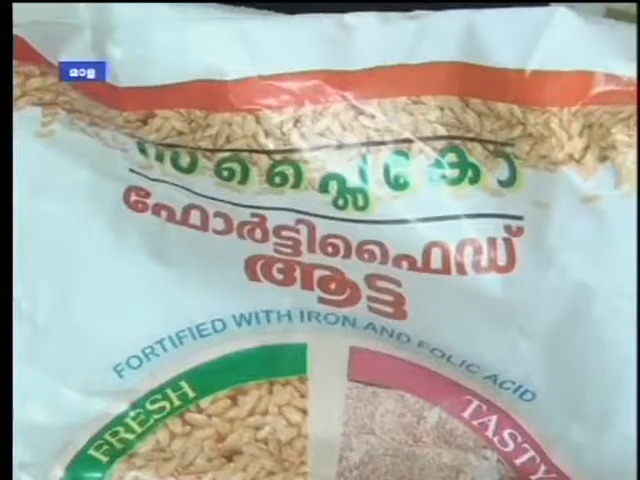 മാള
സപ്ലൈകോ
ഫോർട്ടിഫൈഡ്
ആട്ട
FORTIFIED WITH IRON AND FOLIC ACID
FRESH
TASTY